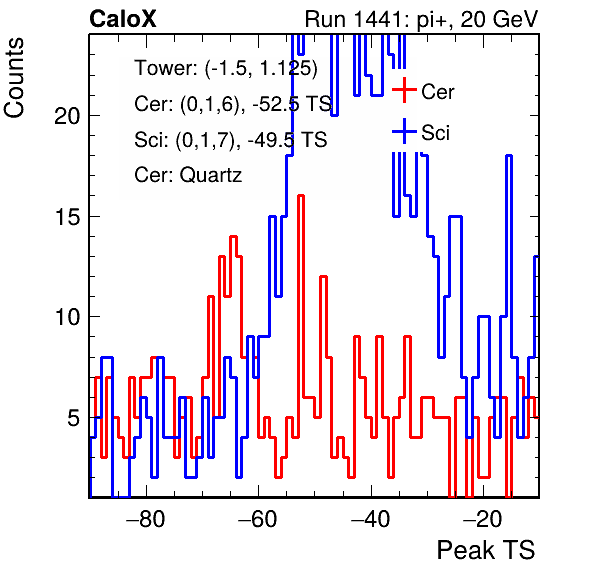 CaloX Run 1441: pi+, 20 GeV
Counts
Tower: (-1.5, 1.125)
Cer: (0,1,6), -52.5 TS
Sci: (0,1,7), -49.5 TS
Cer: Quartz
Cer
Sci
20
15
10
5
−80 −60 −40 −20
Peak TS